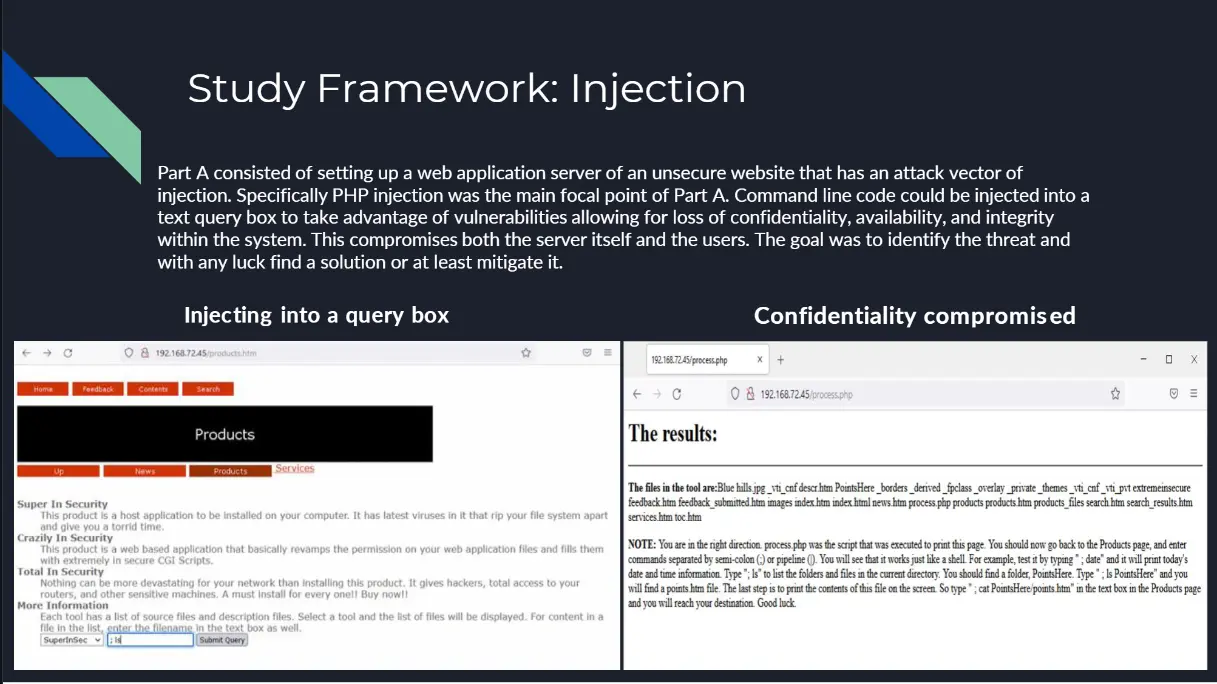 Study Framework: Injection
Part A consisted of setting up a web application server of an unsecure website that has an attack vector of
injection. Specifically PHP injection was the main focal point of Part A. Command line code could be injected into a
text query box to take advantage of vulnerabilities allowing for loss of confidentiality, availability, and integrity
within the system. This compromises both the server itself and the users. The goal was to identify the threat and
with any luck find a solution or at least mitigate it.
Injecting into a query box
192.168.72.45/products.htm
Home Feedback Contents Search
Products
Up News Products Services
Super In Security
This product is a host application to be installed on your computer. It has latest viruses in it that rip your file system apart
and give you a torrid time.
Crazily In Security
This product is a web based application that basically revamps the permission on your web application files and fills them
with extremely in secure CGI Scripts.
Total In Security
Nothing can be more devastating for your network than installing this product. It gives hackers, total access to your
routers, and other sensitive machines. A must install for every one!! Buy now!!
More Information
Each tool has a list of source files and description files. Select a tool and the list of files will be displayed. For content in a
file in the list, enter the filename in the text box as well.
SuperInSec ; ls Submit Query
Confidentiality compromised
192.168.72.45/process.php
192.168.72.45/process.php
The results:
The files in the tool are:Blue hills.jpg _vti_cnf descr.htm PointsHere _borders _derived _fpclass _overlay _private _themes _vti_cnf _vti_pvt extremeinsecure
feedback.htm feedback_submitted.htm images index.htm index.html news.htm process.php products products.htm products_files search.htm search_results.htm
services.htm toc.htm
NOTE: You are in the right direction. process.php was the script that was executed to print this page. You should now go back to the Products page, and enter
commands separated by semi-colon (;) or pipeline (|). You will see that it works just like a shell. For example, test it by typing " ; date" and it will print today's
date and time information. Type "; ls" to list the folders and files in the current directory. You should find a folder, PointsHere. Type " ; ls PointsHere" and you
will find a points.htm file. The last step is to print the contents of this file on the screen. So type " ; cat PointsHere/points.htm" in the text box in the Products page
and you will reach your destination. Good luck.